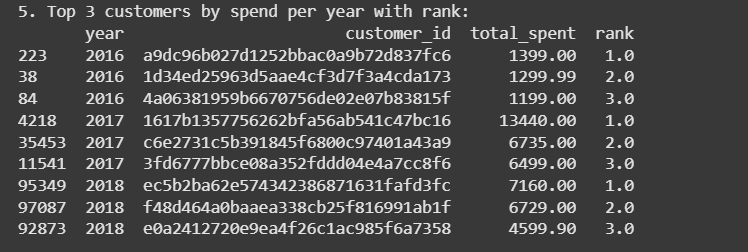 5. Top 3 customers by spend per year with rank:
year customer_id total_spent rank
223 2016 a9dc96b027d1252bbac0a9b72d837fc6 1399.00 1.0
38 2016 1d34ed25963d5aae4cf3d7f3a4cda173 1299.99 2.0
84 2016 4a06381959b6670756de02e07b83815f 1199.00 3.0
4218 2017 1617b1357756262bfa56ab541c47bc16 13440.00 1.0
35453 2017 c6e2731c5b391845f6800c97401a43a9 6735.00 2.0
11541 2017 3fd6777bbce08a352fddd04e4a7cc8f6 6499.00 3.0
95349 2018 ec5b2ba62e574342386871631fafd3fc 7160.00 1.0
97087 2018 f48d464a0baaea338cb25f816991ab1f 6729.00 2.0
92873 2018 e0a2412720e9ea4f26c1ac985f6a7358 4599.90 3.0